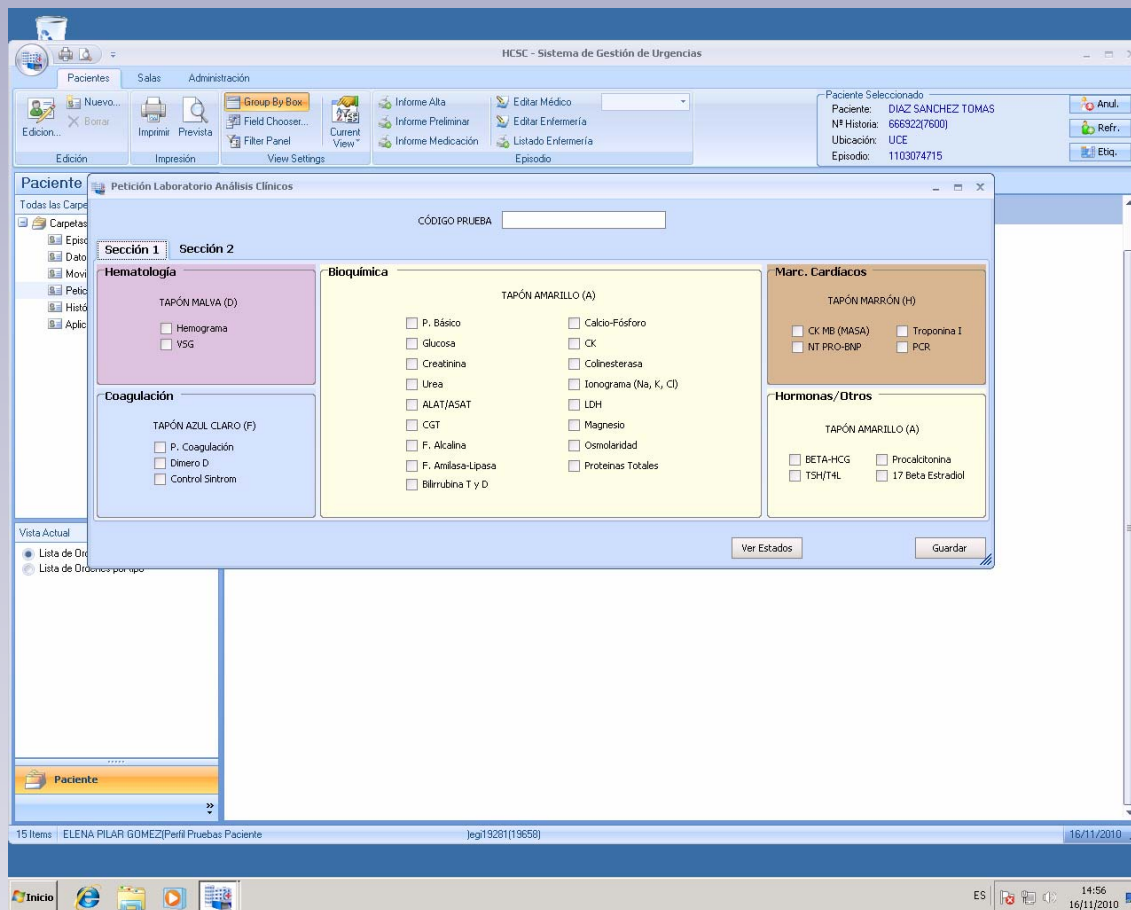 HCSC - Sistema de Gestión de Urgencias
Pacientes Salas Administración
Nuevo...
Borrar
Edicion...
Edición
Imprimir Prevista
Impresión
Group By Box
Field Chooser...
Filter Panel
Current View
View Settings
Informe Alta
Informe Preliminar
Informe Medicación
Editar Médico
Editar Enfermería
Listado Enfermería
Episodio
Paciente Seleccionado
Paciente: DIAZ SANCHEZ TOMAS
Nª Historia: 666922(7600)
Ubicación: UCE
Episodio: 1103074715
Anul.
Refr.
Etiq.
Paciente
Todas las Carpe
Carpetas
Episo
Dato
Movi
Petic
Histó
Aplic
Petición Laboratorio Análisis Clínicos
CÓDIGO PRUEBA
Sección 1 Sección 2
Hematología
TAPÓN MALVA (D)
Hemograma
VSG
Coagulación
TAPÓN AZUL CLARO (F)
P. Coagulación
Dimero D
Control Sintrom
Bioquímica
TAPÓN AMARILLO (A)
P. Básico
Glucosa
Creatinina
Urea
ALAT/ASAT
CGT
F. Alcalina
F. Amilasa-Lipasa
Bilirrubina T y D
Calcio-Fósforo
CK
Colinesterasa
Ionograma (Na, K, Cl)
LDH
Magnesio
Osmolaridad
Proteinas Totales
Marc. Cardíacos
TAPÓN MARRÓN (H)
CK MB (MASA) Troponina I
NT PRO-BNP PCR
Hormonas/Otros
TAPÓN AMARILLO (A)
BETA-HCG Procalcitonina
TSH/T4L 17 Beta Estradiol
Ver Estados Guardar
Vista Actual
Lista de Or
Lista de Ordenes por tipo
Paciente
15 Items ELENA PILAR GOMEZ(Perfil Pruebas Paciente )egi19281(19658) 16/11/2010
Inicio
ES
14:56
16/11/2010